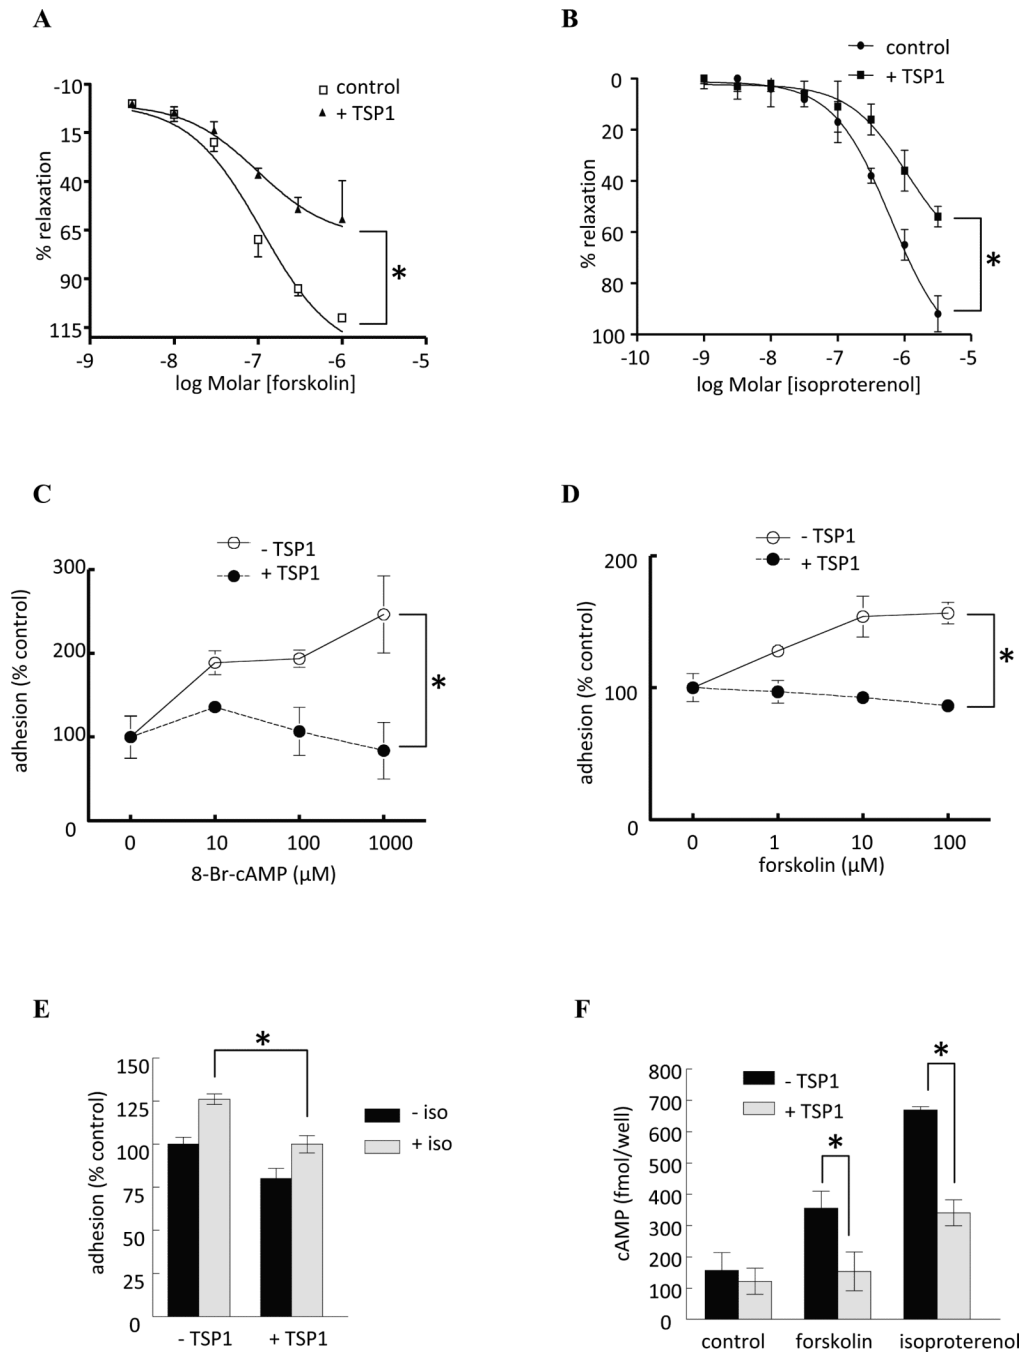 A
control
+ TSP1
-10
15
40
65
90
115
% relaxation
*
-9
-8
-7
-6
-5
log Molar [forskolin]
B
control
+ TSP1
0
20
40
60
80
100
% relaxation
*
-10
-9
-8
-7
-6
-5
log Molar [isoproterenol]
C
- TSP1
+ TSP1
300
200
100
0
adhesion (% control)
*
0
10
100
1000
8-Br-cAMP (µM)
D
- TSP1
+ TSP1
200
100
0
adhesion (% control)
*
0
1
10
100
forskolin (µM)
E
*
150
125
100
75
50
25
0
adhesion (% control)
- iso
+ iso
- TSP1
+ TSP1
F
- TSP1
+ TSP1
*
*
800
700
600
500
400
300
200
100
0
cAMP (fmol/well)
control
forskolin
isoproterenol